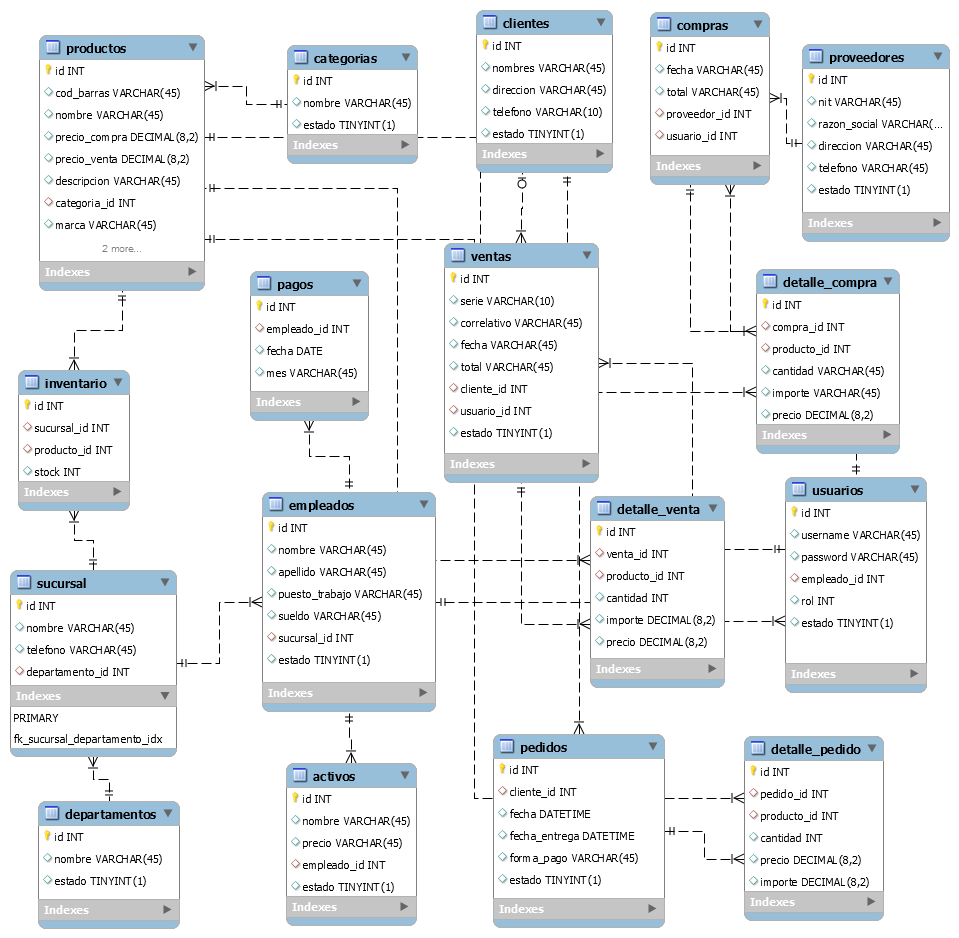 productos
id INT
cod_barras VARCHAR(45)
nombre VARCHAR(45)
precio_compra DECIMAL(8,2)
precio_venta DECIMAL(8,2)
descripcion VARCHAR(45)
categoria_id INT
marca VARCHAR(45)
2 more...
Indexes
categorias
id INT
nombre VARCHAR(45)
estado TINYINT(1)
Indexes
clientes
id INT
nombres VARCHAR(45)
direccion VARCHAR(45)
telefono VARCHAR(10)
estado TINYINT(1)
Indexes
compras
id INT
fecha VARCHAR(45)
total VARCHAR(45)
proveedor_id INT
usuario_id INT
Indexes
proveedores
id INT
nit VARCHAR(45)
razon_social VARCHAR(...
direccion VARCHAR(45)
telefono VARCHAR(45)
estado TINYINT(1)
Indexes
pagos
id INT
empleado_id INT
fecha DATE
mes VARCHAR(45)
Indexes
ventas
id INT
serie VARCHAR(10)
correlativo VARCHAR(45)
fecha VARCHAR(45)
total VARCHAR(45)
cliente_id INT
usuario_id INT
estado TINYINT(1)
Indexes
detalle_compra
id INT
compra_id INT
producto_id INT
cantidad VARCHAR(45)
importe VARCHAR(45)
precio DECIMAL(8,2)
Indexes
inventario
id INT
sucursal_id INT
producto_id INT
stock INT
Indexes
empleados
id INT
nombre VARCHAR(45)
apellido VARCHAR(45)
puesto_trabajo VARCHAR(45)
sueldo VARCHAR(45)
sucursal_id INT
estado TINYINT(1)
Indexes
detalle_venta
id INT
venta_id INT
producto_id INT
cantidad INT
importe DECIMAL(8,2)
precio DECIMAL(8,2)
Indexes
usuarios
id INT
username VARCHAR(45)
password VARCHAR(45)
empleado_id INT
rol INT
estado TINYINT(1)
Indexes
sucursal
id INT
nombre VARCHAR(45)
telefono VARCHAR(45)
departamento_id INT
Indexes
PRIMARY
fk_sucursal_departamento_idx
departamentos
id INT
nombre VARCHAR(45)
estado TINYINT(1)
Indexes
activos
id INT
nombre VARCHAR(45)
precio VARCHAR(45)
empleado_id INT
estado TINYINT(1)
Indexes
pedidos
id INT
cliente_id INT
fecha DATETIME
fecha_entrega DATETIME
forma_pago VARCHAR(45)
estado TINYINT(1)
Indexes
detalle_pedido
id INT
pedido_id INT
producto_id INT
cantidad INT
precio DECIMAL(8,2)
importe DECIMAL(8,2)
Indexes